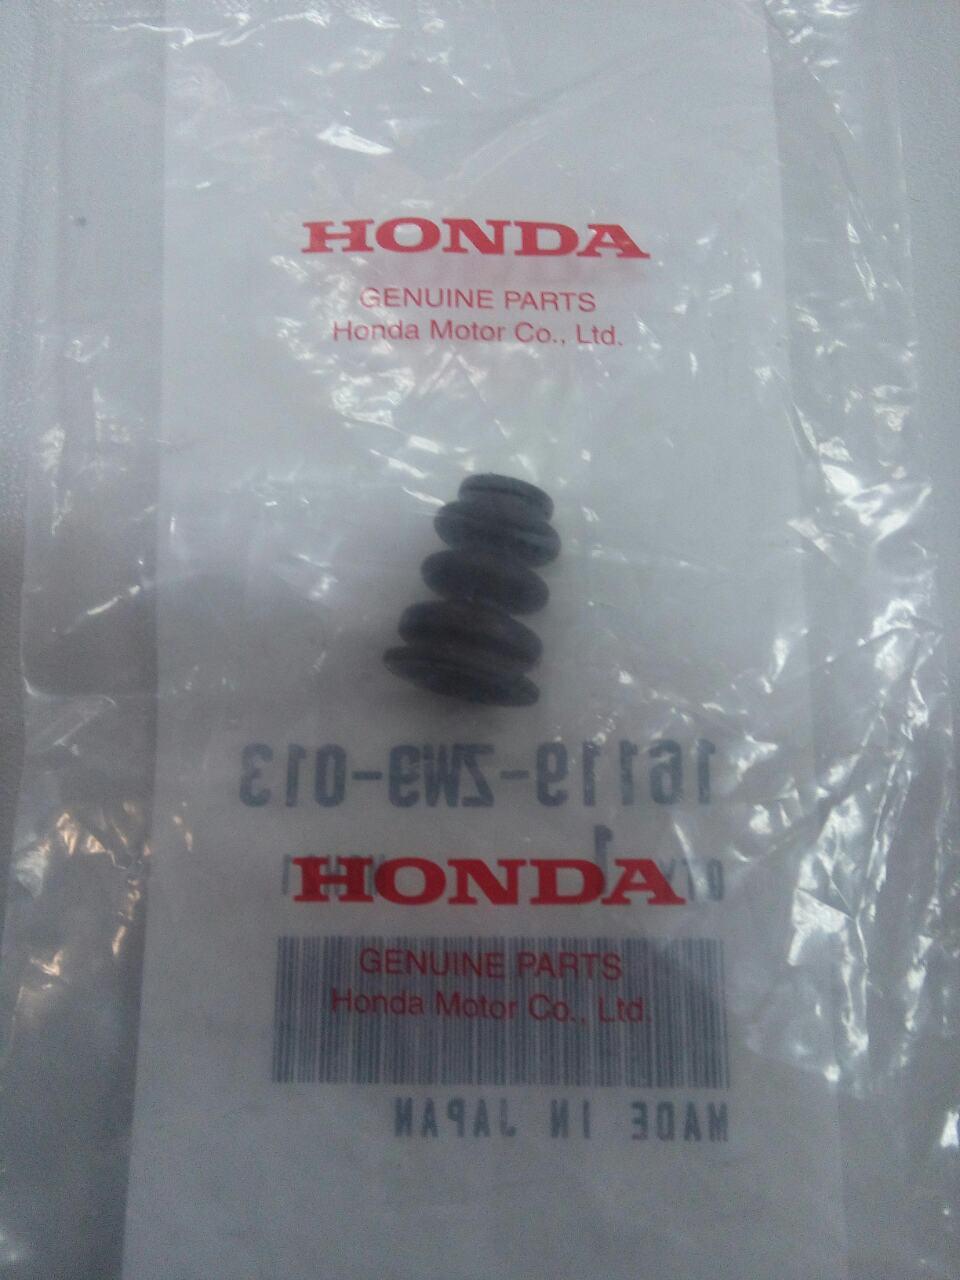 HONDA
GENUINE PARTS
Honda Motor Co., Ltd.
16119-ZW9-013
1
HONDA
GENUINE PARTS
Honda Motor Co., Ltd.
MADE IN JAPAN